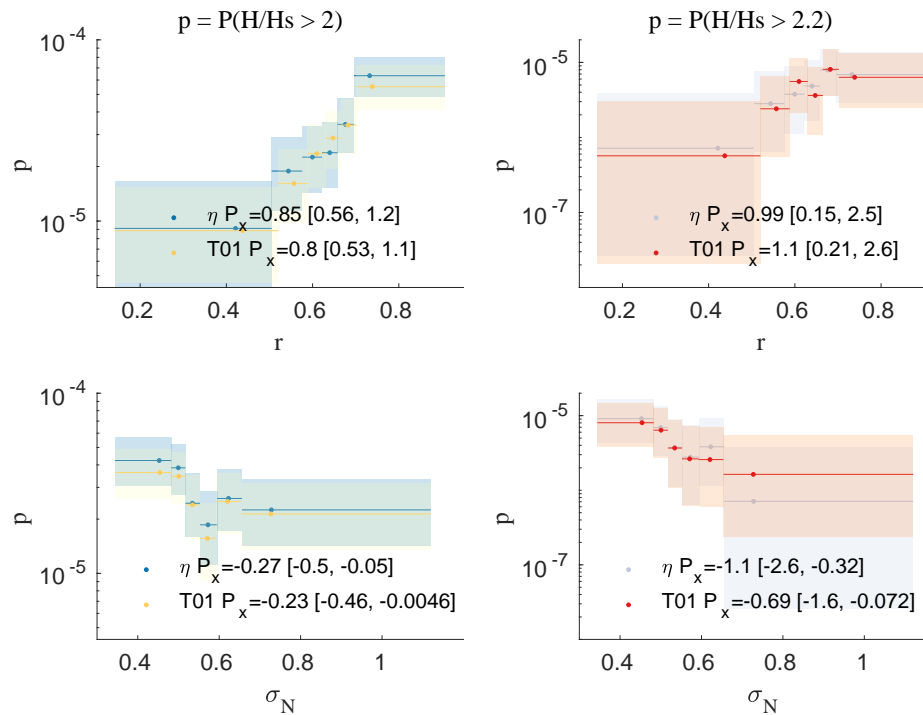 p = P(H/Hs > 2)
p = P(H/Hs > 2.2)
10^-4
10^-5
p
η P_x=0.85 [0.56, 1.2]
T01 P_x=0.8 [0.53, 1.1]
0.2 0.4 0.6 0.8
r
10^-5
10^-7
p
η P_x=0.99 [0.15, 2.5]
T01 P_x=1.1 [0.21, 2.6]
0.2 0.4 0.6 0.8
r
10^-4
10^-5
p
η P_x=-0.27 [-0.5, -0.05]
T01 P_x=-0.23 [-0.46, -0.0046]
0.4 0.6 0.8 1
σ_N
10^-5
10^-7
p
η P_x=-1.1 [-2.6, -0.32]
T01 P_x=-0.69 [-1.6, -0.072]
0.4 0.6 0.8 1
σ_N